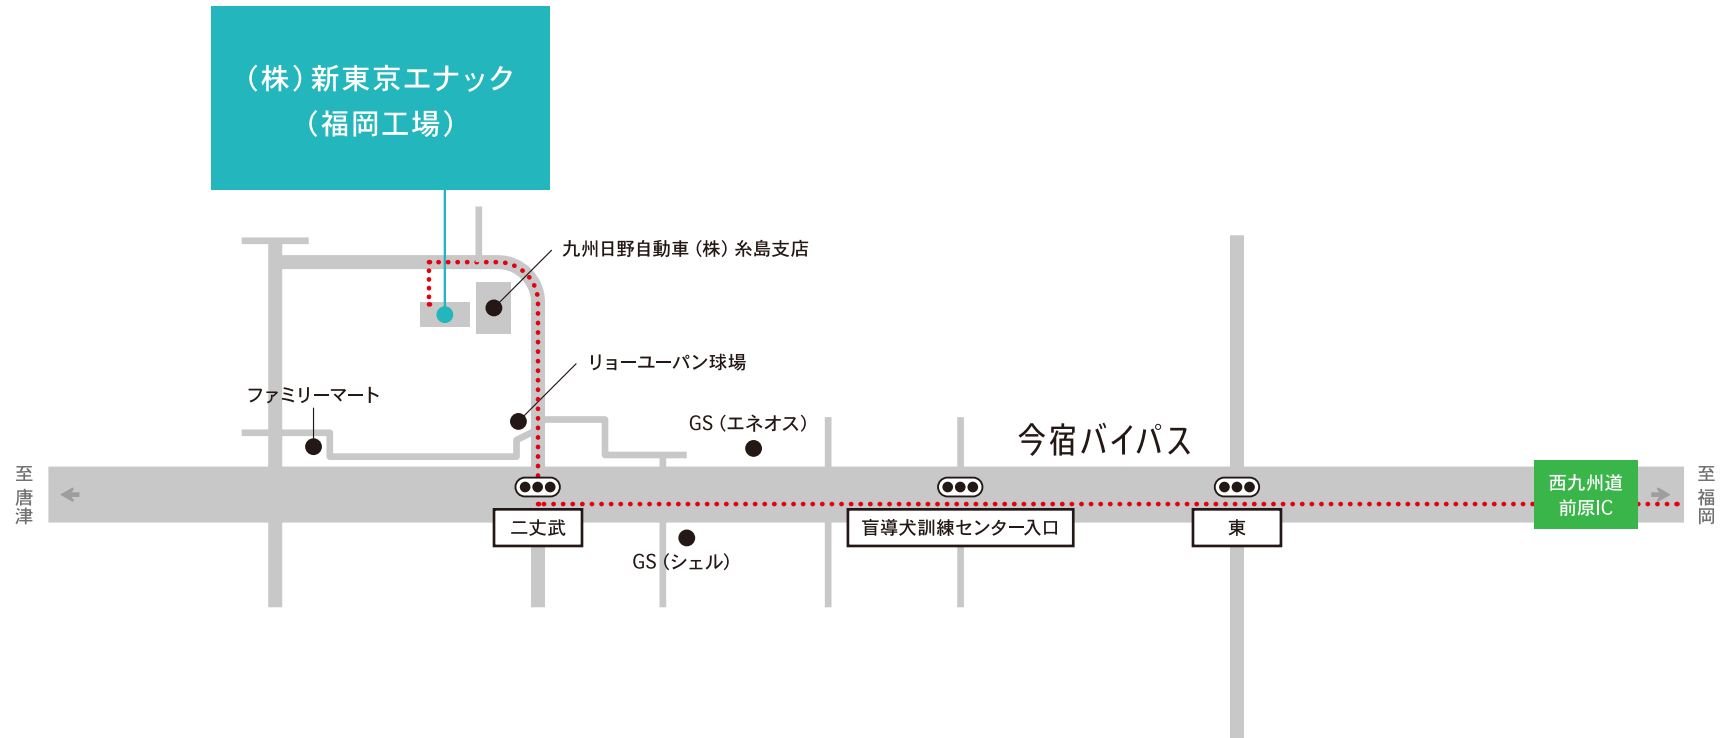 （株）新東京エナック
（福岡工場）
九州日野自動車（株）糸島支店
リョーユーパン球場
ファミリーマート
GS（エネオス）
今宿バイパス
至 唐津
西九州道
前原IC
至 福岡
二丈武
盲導犬訓練センター入口
東
GS（シェル）